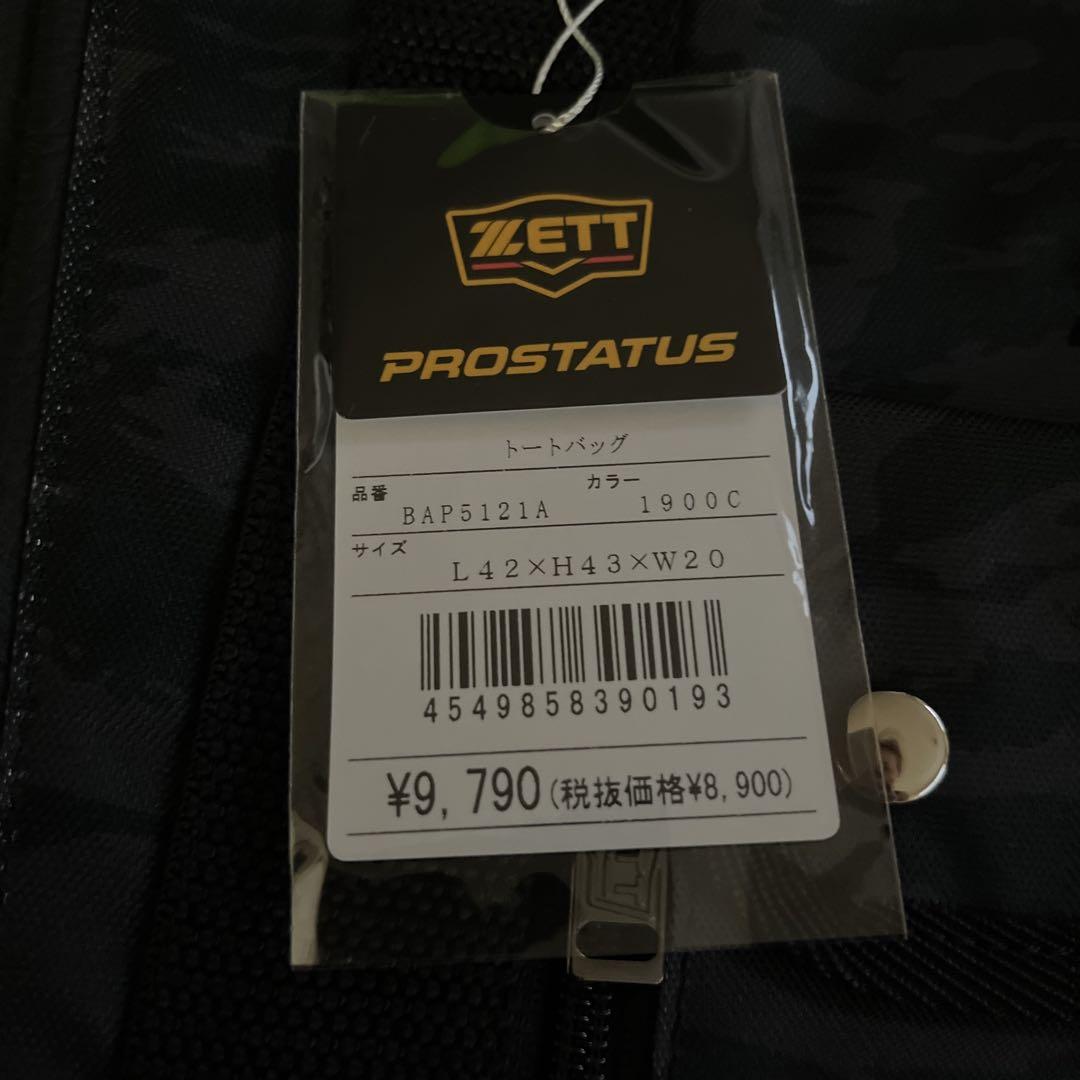 ZETT
PROSTATUS
トートバッグ
品番 BAP5121A カラー 1900C
サイズ L42×H43×W20
4549858390193
¥9,790(税抜価格¥8,900)